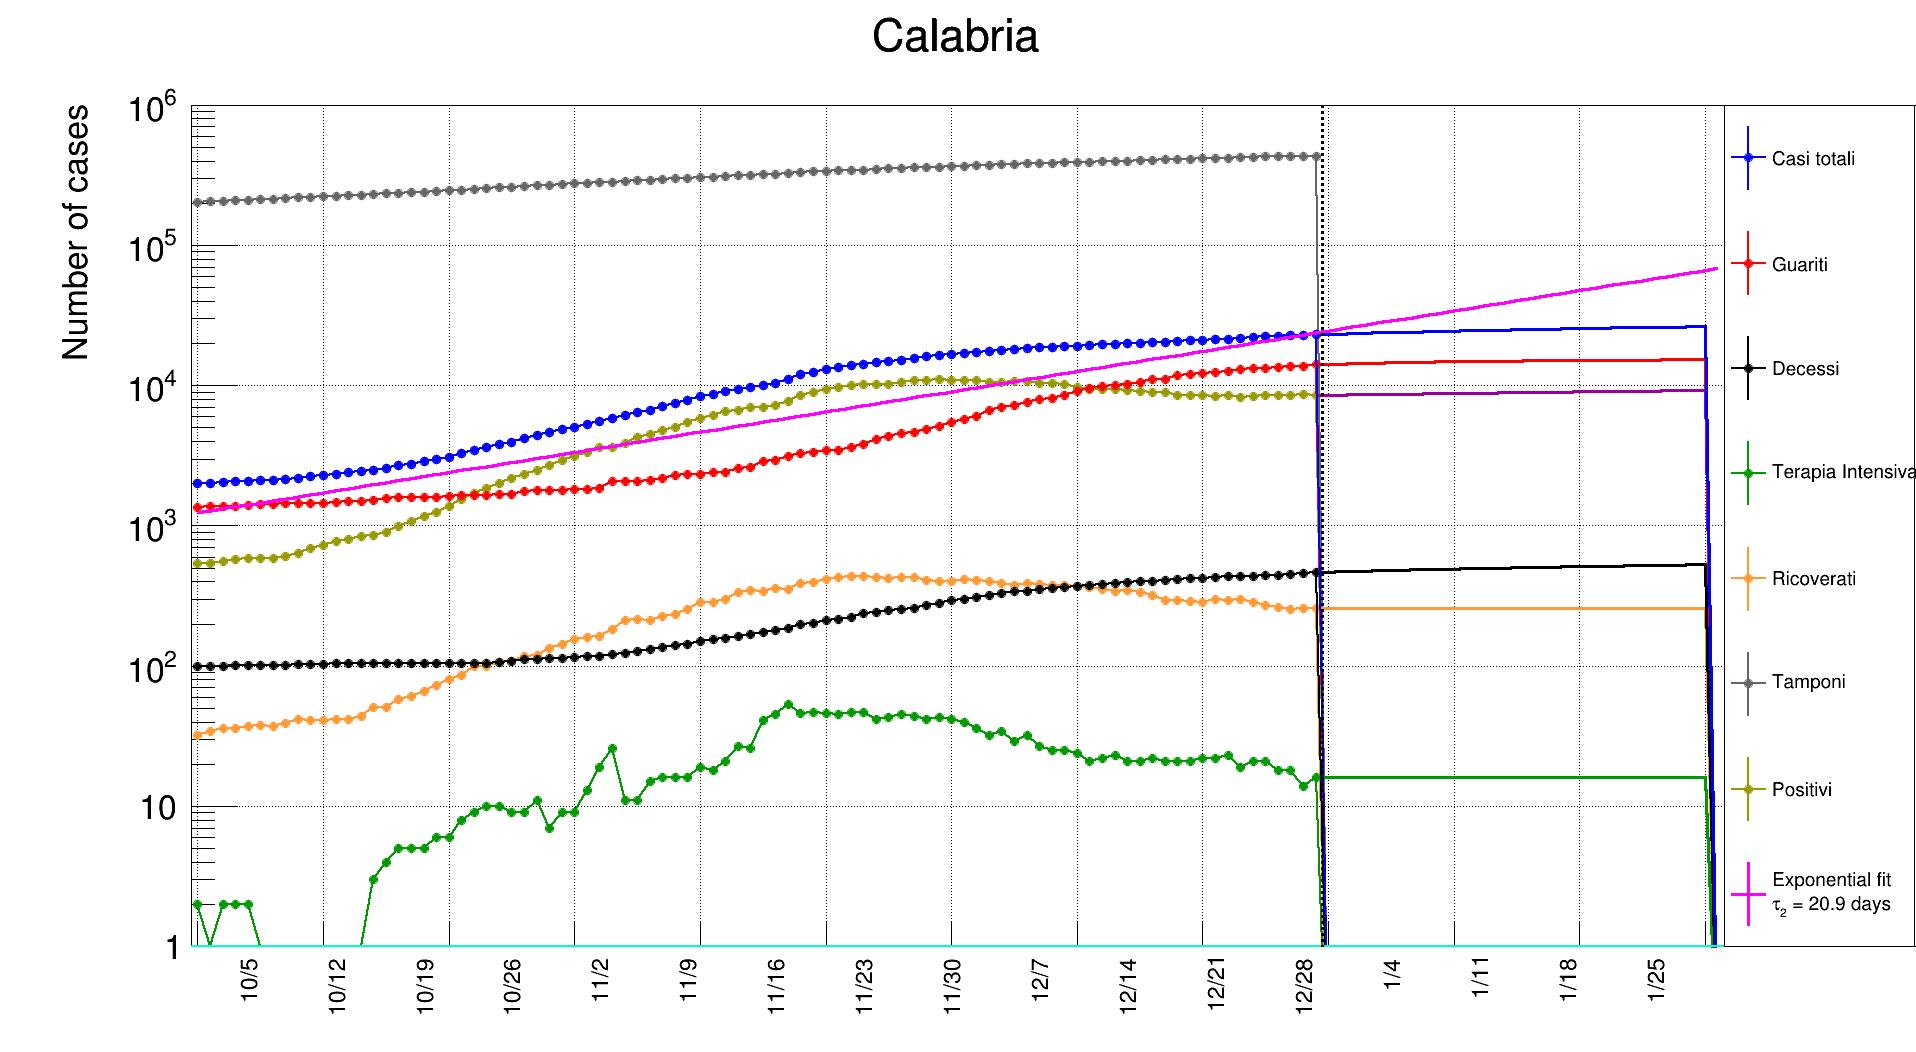 Calabria
Number of cases
10^6
10^5
10^4
10^3
10^2
10
1
10/5
10/12
10/19
10/26
11/2
11/9
11/16
11/23
11/30
12/7
12/14
12/21
12/28
1/4
1/11
1/18
1/25
Casi totali
Guariti
Decessi
Terapia Intensiva
Ricoverati
Tamponi
Positivi
Exponential fit
τ_2 = 20.9 days